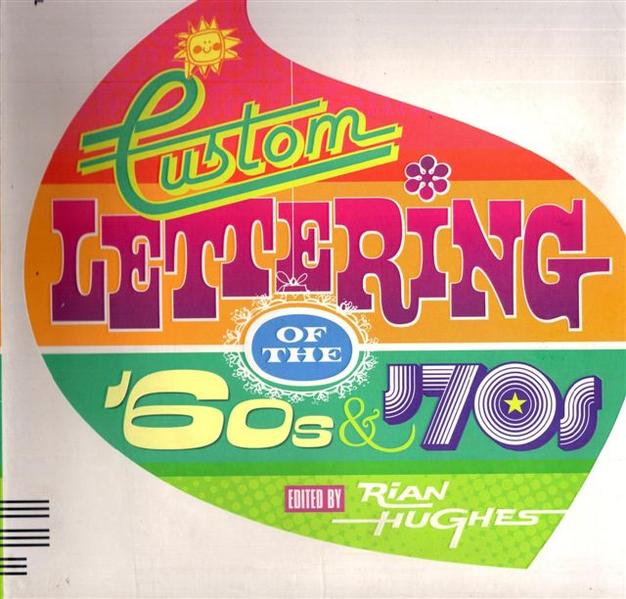 Custom
LETTERING
OF
THE
'60s & '70s
EDITED BY RIAN
HUGHES